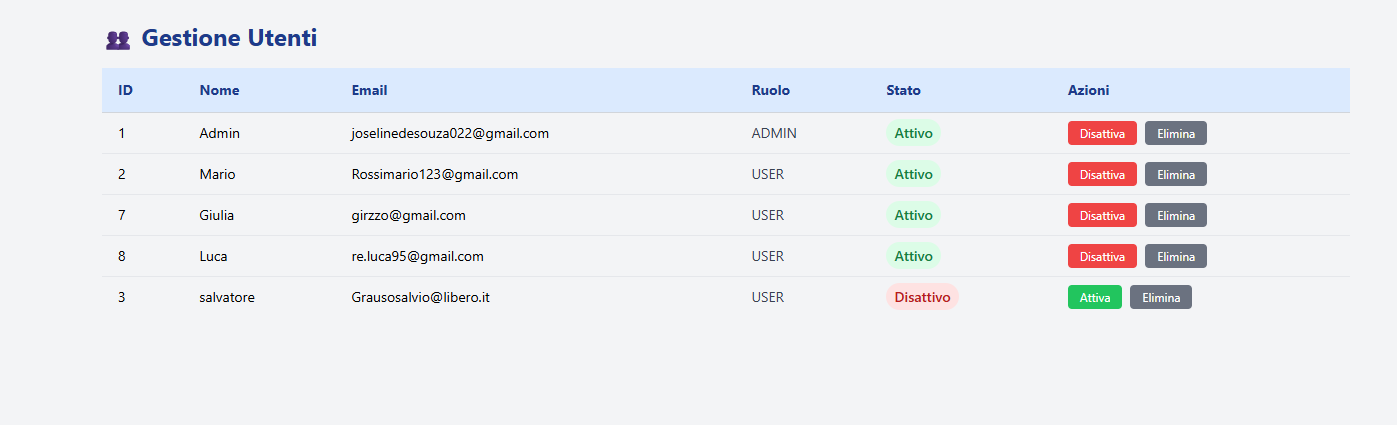 Gestione Utenti
ID Nome Email Ruolo Stato Azioni
1 Admin joselinedesouza022@gmail.com ADMIN Attivo Disattiva Elimina
2 Mario Rossimario123@gmail.com USER Attivo Disattiva Elimina
7 Giulia girzzo@gmail.com USER Attivo Disattiva Elimina
8 Luca re.luca95@gmail.com USER Attivo Disattiva Elimina
3 salvatore Grausosalvio@libero.it USER Disattivo Attiva Elimina